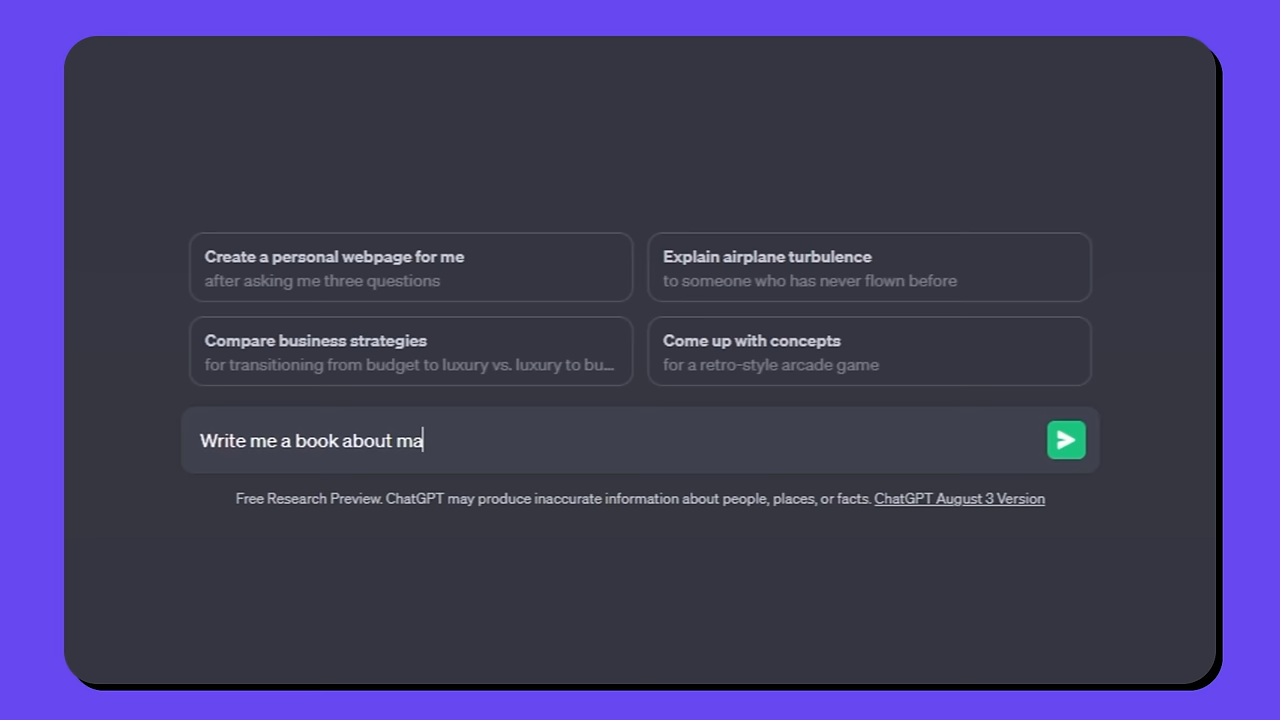 Create a personal webpage for me
after asking me three questions
Explain airplane turbulence
to someone who has never flown before
Compare business strategies
for transitioning from budget to luxury vs. luxury to bu...
Come up with concepts
for a retro-style arcade game
Write me a book about ma
Free Research Preview. ChatGPT may produce inaccurate information about people, places, or facts. ChatGPT August 3 Version